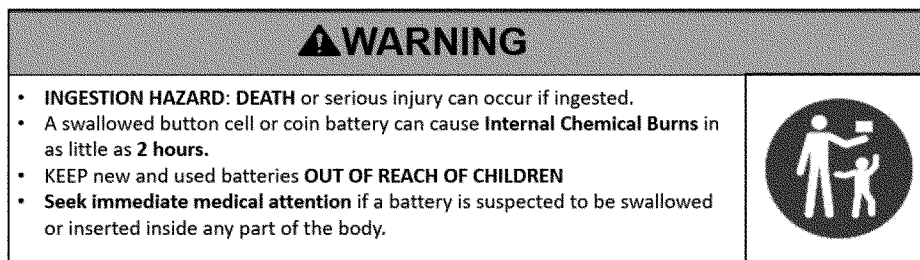 ⚠WARNING
• INGESTION HAZARD: DEATH or serious injury can occur if ingested.
• A swallowed button cell or coin battery can cause Internal Chemical Burns in
as little as 2 hours.
• KEEP new and used batteries OUT OF REACH OF CHILDREN
• Seek immediate medical attention if a battery is suspected to be swallowed
or inserted inside any part of the body.